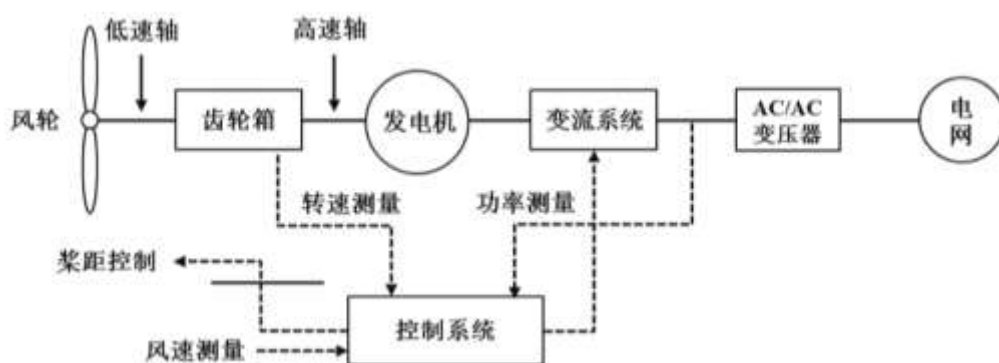 低速轴
高速轴
风轮
齿轮箱
发电机
变流系统
AC/AC
变压器
电
网
转速测量
功率测量
桨距控制
控制系统
风速测量